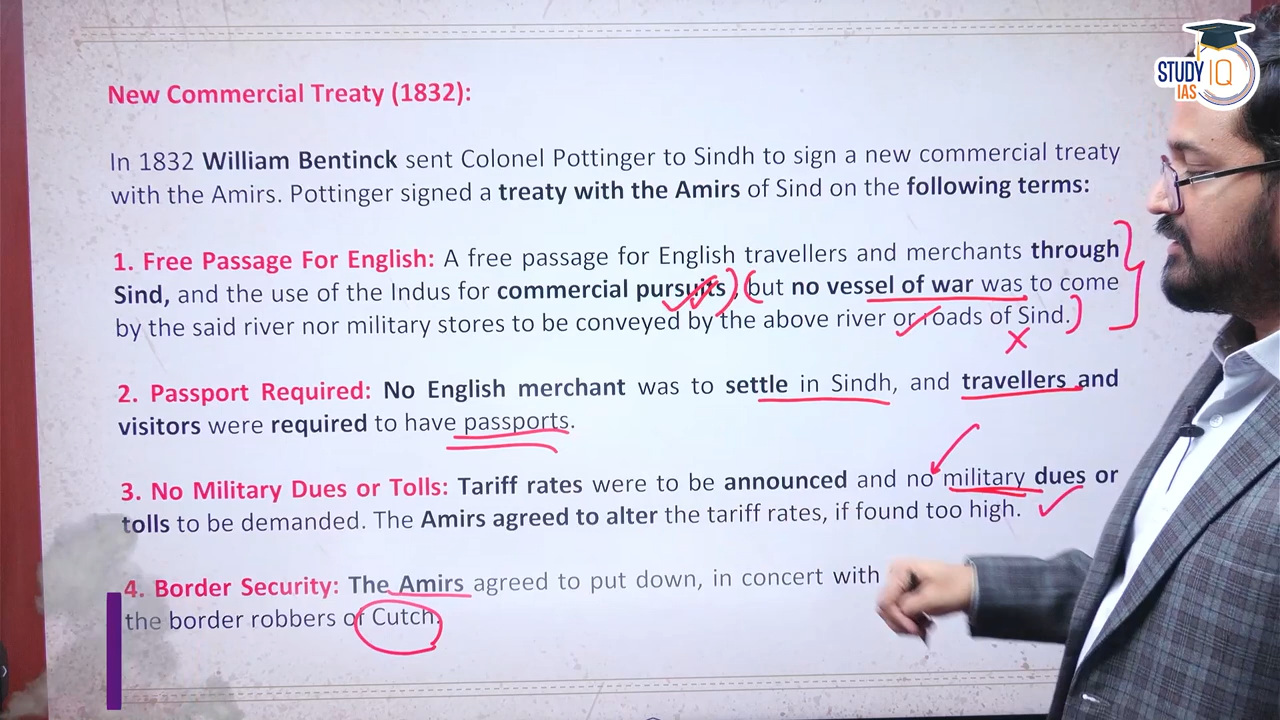 STUDY IQ
IAS
New Commercial Treaty (1832):
In 1832 William Bentinck sent Colonel Pottinger to Sindh to sign a new commercial treaty
with the Amirs. Pottinger signed a treaty with the Amirs of Sind on the following terms:
1. Free Passage For English: A free passage for English travellers and merchants through
Sind, and the use of the Indus for commercial pursuits, but no vessel of war was to come
by the said river nor military stores to be conveyed by the above river or roads of Sind.
2. Passport Required: No English merchant was to settle in Sindh, and travellers and
visitors were required to have passports.
3. No Military Dues or Tolls: Tariff rates were to be announced and no military dues or
tolls to be demanded. The Amirs agreed to alter the tariff rates, if found too high.
4. Border Security: The Amirs agreed to put down, in concert with
the border robbers of Cutch.